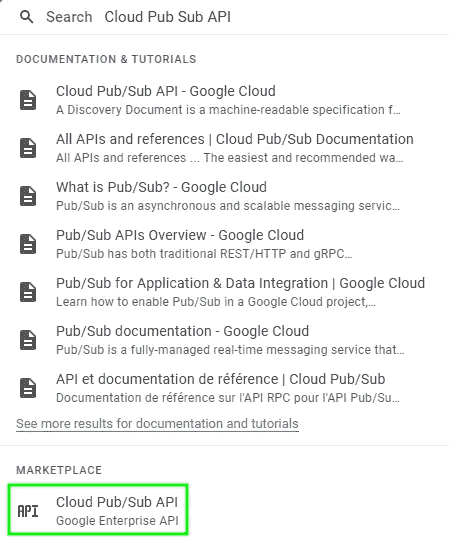 Search Cloud Pub Sub API
DOCUMENTATION & TUTORIALS
Cloud Pub/Sub API - Google Cloud
A Discovery Document is a machine-readable specification f…
All APIs and references | Cloud Pub/Sub Documentation
All APIs and references ... The easiest and recommended wa…
What is Pub/Sub? - Google Cloud
Pub/Sub is an asynchronous and scalable messaging servic…
Pub/Sub APIs Overview - Google Cloud
Pub/Sub has both traditional REST/HTTP and gRPC…
Pub/Sub for Application & Data Integration | Google Cloud
Learn how to enable Pub/Sub in a Google Cloud project,…
Pub/Sub documentation - Google Cloud
Pub/Sub is a fully-managed real-time messaging service that…
API et documentation de référence | Cloud Pub/Sub
Documentation de référence sur l'API RPC pour l'API Pub/Su…
See more results for documentation and tutorials
MARKETPLACE
API Cloud Pub/Sub API
Google Enterprise API